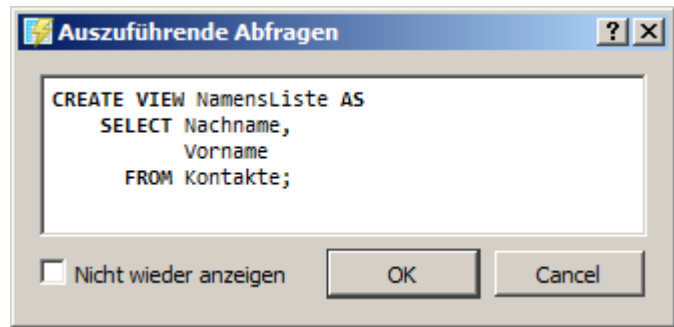 Auszuführende Abfragen
CREATE VIEW NamensListe AS
SELECT Nachname,
Vorname
FROM Kontakte;
Nicht wieder anzeigen OK Cancel